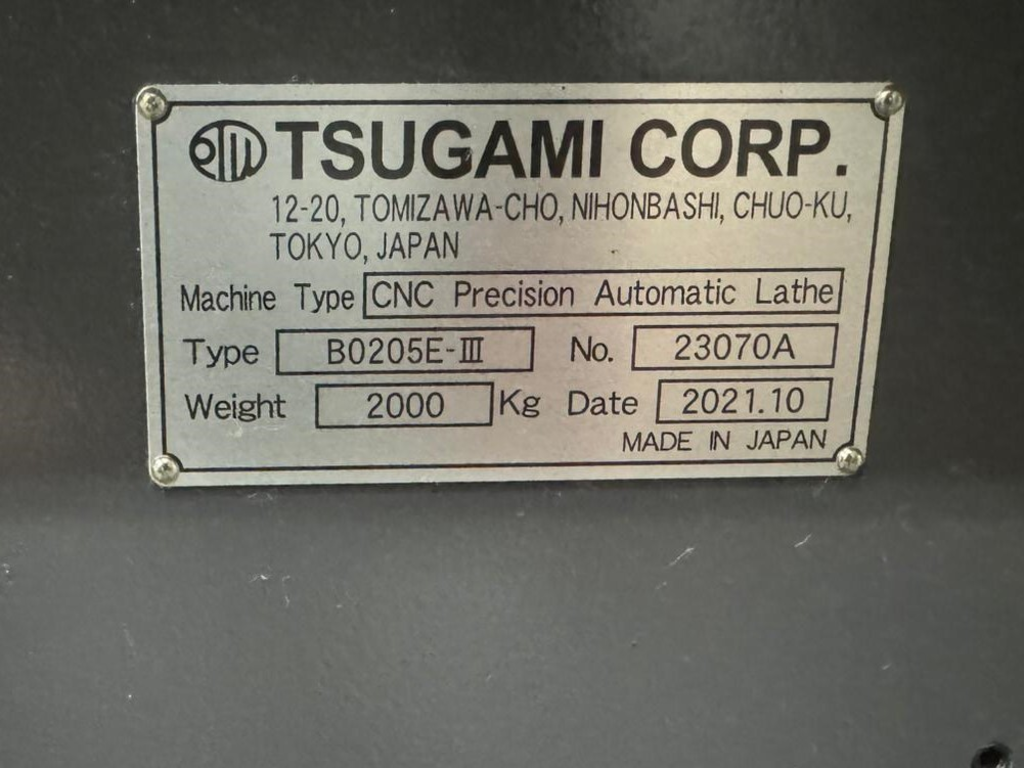 TSUGAMI CORP.
12-20, TOMIZAWA-CHO, NIHONBASHI, CHUO-KU,
TOKYO, JAPAN
Machine Type CNC Precision Automatic Lathe
Type B0205E-Ⅲ No. 23070A
Weight 2000 Kg Date 2021.10
MADE IN JAPAN